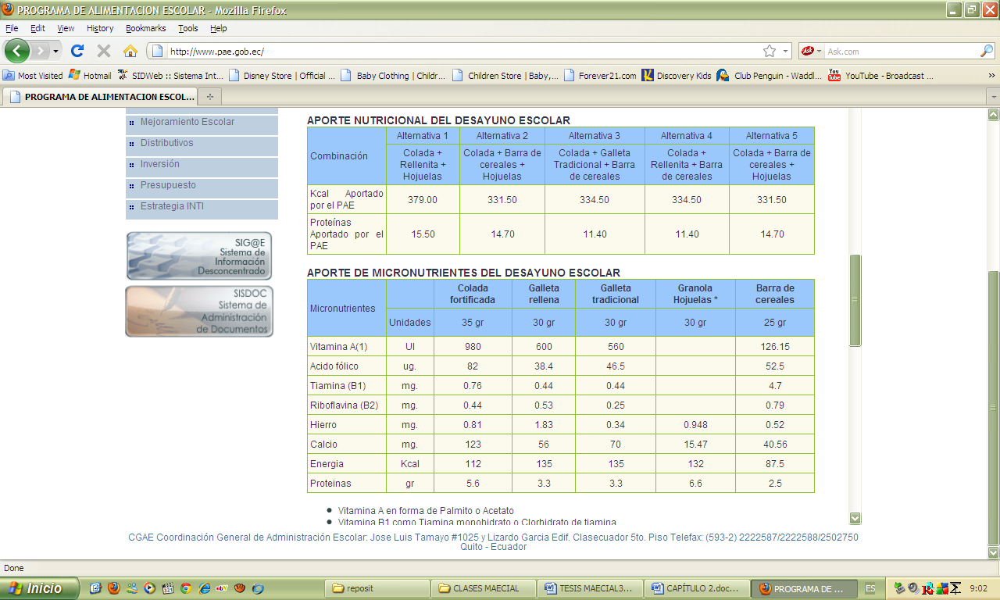 PROGRAMA DE ALIMENTACION ESCOLAR - Mozilla Firefox
File Edit View History Bookmarks Tools Help
http://www.pae.gob.ec/
Ask Ask.com
Most Visited Hotmail SIDWeb :: Sistema Int... Disney Store | Official ... Baby Clothing | Childr... Children Store | Baby,... Forever21.com Discovery Kids Club Penguin - Waddl... YouTube - Broadcast ... »
PROGRAMA DE ALIMENTACION ESCOL...
Mejoramiento Escolar
Distributivos
Inversión
Presupuesto
Estrategia INTI
SIG@E
Sistema de
Información
Desconcentrado
SISDOC
Sistema de
Administración
de Documentos
APORTE NUTRICIONAL DEL DESAYUNO ESCOLAR
Combinación Alternativa 1 Alternativa 2 Alternativa 3 Alternativa 4 Alternativa 5
Colada + Colada + Barra de Colada + Galleta Colada + Colada + Barra de
Rellenita + cereales + Tradicional + Barra Rellenita + Barra cereales +
Hojuelas Hojuelas de cereales de cereales Hojuelas
Kcal Aportado
por el PAE 379.00 331.50 334.50 334.50 331.50
Proteínas
Aportado por el 15.50 14.70 11.40 11.40 14.70
PAE
APORTE DE MICRONUTRIENTES DEL DESAYUNO ESCOLAR
Micronutrientes Colada Galleta Galleta Granola Barra de
fortificada rellena tradicional Hojuelas * cereales
Unidades 35 gr 30 gr 30 gr 30 gr 25 gr
Vitamina A(1) UI 980 600 560 126.15
Acido fólico ug. 82 38.4 46.5 52.5
Tiamina (B1) mg. 0.76 0.44 0.44 4.7
Riboflavina (B2) mg. 0.44 0.53 0.25 0.79
Hierro mg. 0.81 1.83 0.34 0.948 0.52
Calcio mg. 123 56 70 15.47 40.56
Energia Kcal 112 135 135 132 87.5
Proteinas gr 5.6 3.3 3.3 6.6 2.5
Vitamina A en forma de Palmito o Acetato
Vitamina B1 como Tiamina monohidrato o Clorhidrato de tiamina
CGAE Coordinación General de Administración Escolar: Jose Luis Tamayo #1025 y Lizardo Garcia Edif. Clasecuador 5to. Piso Telefax: (593-2) 2222587/2222588/2502750
Quito - Ecuador
Done
Inicio reposit CLASES MAECIAL TESIS MAECIAL3... CAPÍTULO 2.doc... PROGRAMA DE ... ES 9:02